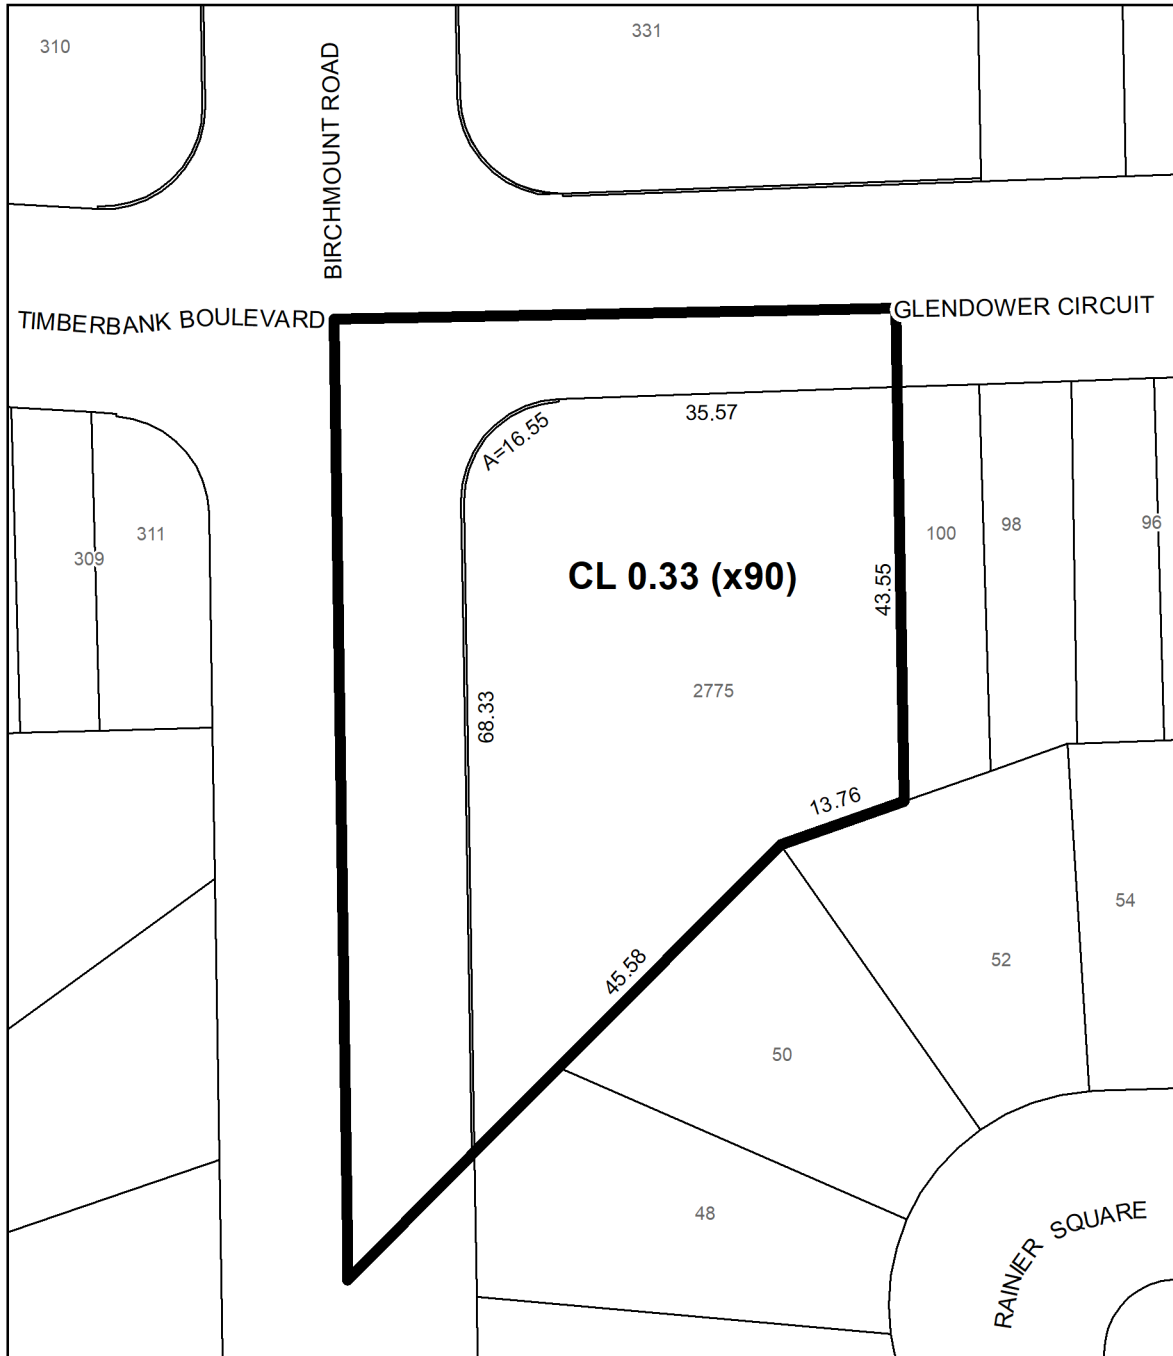 310
331
BIRCHMOUNT ROAD
TIMBERBANK BOULEVARD
GLENDOWER CIRCUIT
35.57
A=16.55
311
309
100
98
96
CL 0.33 (x90)
43.55
2775
68.33
13.76
54
52
45.58
50
48
RAINIER SQUARE